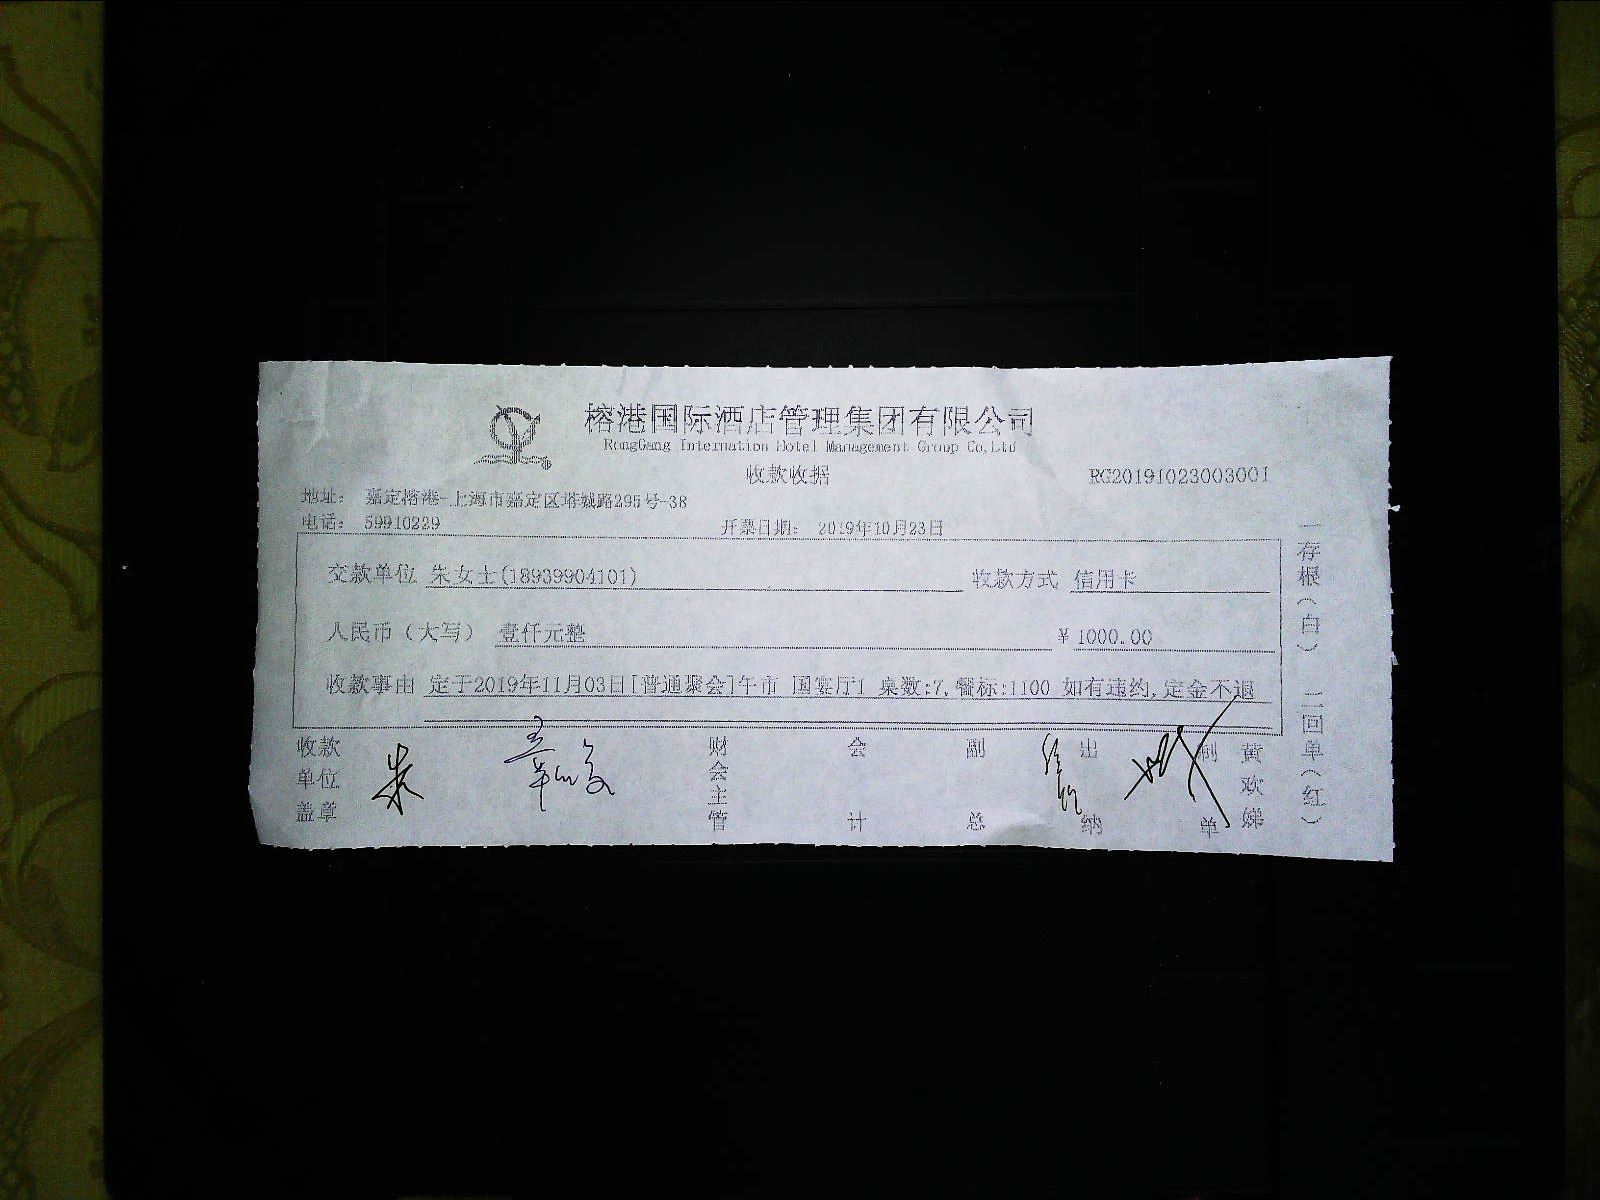 榕港国际酒店管理集团有限公司
RongGang Internation Hotel Management Group Co,Ltd
收款收据
RG20191023003001
地址： 嘉定榕港-上海市嘉定区塔城路295号-38
电话： 59910229
开票日期： 2019年10月23日
交款单位 朱女士(18939904101) 收款方式 信用卡
人民币（大写） 壹仟元整 ￥1000.00
收款事由 定于2019年11月03日[普通聚会]午市 国宴厅1 桌数:7,餐标:1100 如有违约,定金不退
收款单位盖章 朱
财会主管
会计
副总
出纳
制单
黄欢娣
一存根（白） 二回单（红）